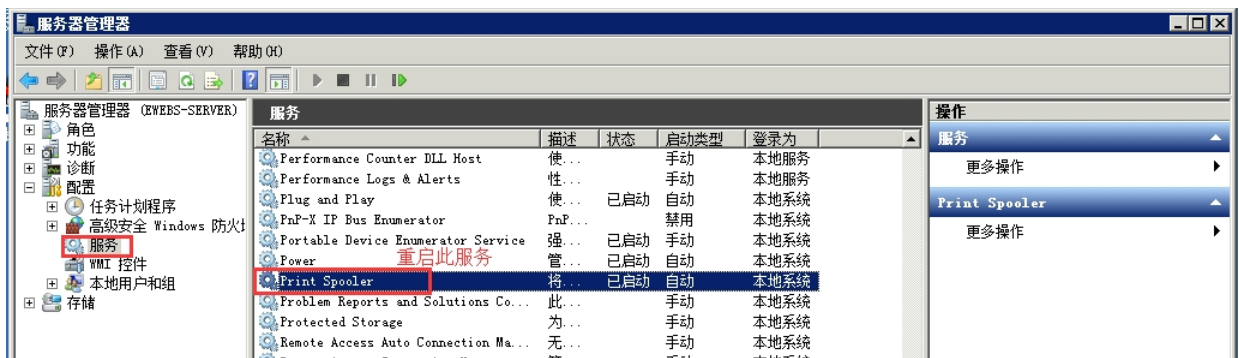 服务器管理器
文件(F) 操作(A) 查看(V) 帮助(H)
服务器管理器 (EWEBS-SERVER)
角色
功能
诊断
配置
任务计划程序
高级安全 Windows 防火
服务
WMI 控件
本地用户和组
存储
服务
名称 描述 状态 启动类型 登录为
Performance Counter DLL Host 使... 手动 本地服务
Performance Logs & Alerts 性... 手动 本地服务
Plug and Play 使... 已启动 自动 本地系统
PnP-X IP Bus Enumerator PnP... 禁用 本地系统
Portable Device Enumerator Service 强... 已启动 手动 本地系统
Power 管... 已启动 自动 本地系统
重启此服务
Print Spooler 将... 已启动 自动 本地系统
Problem Reports and Solutions Co... 此... 手动 本地系统
Protected Storage 为... 手动 本地系统
Remote Access Auto Connection Ma... 无... 手动 本地系统
操作
服务
更多操作
Print Spooler
更多操作